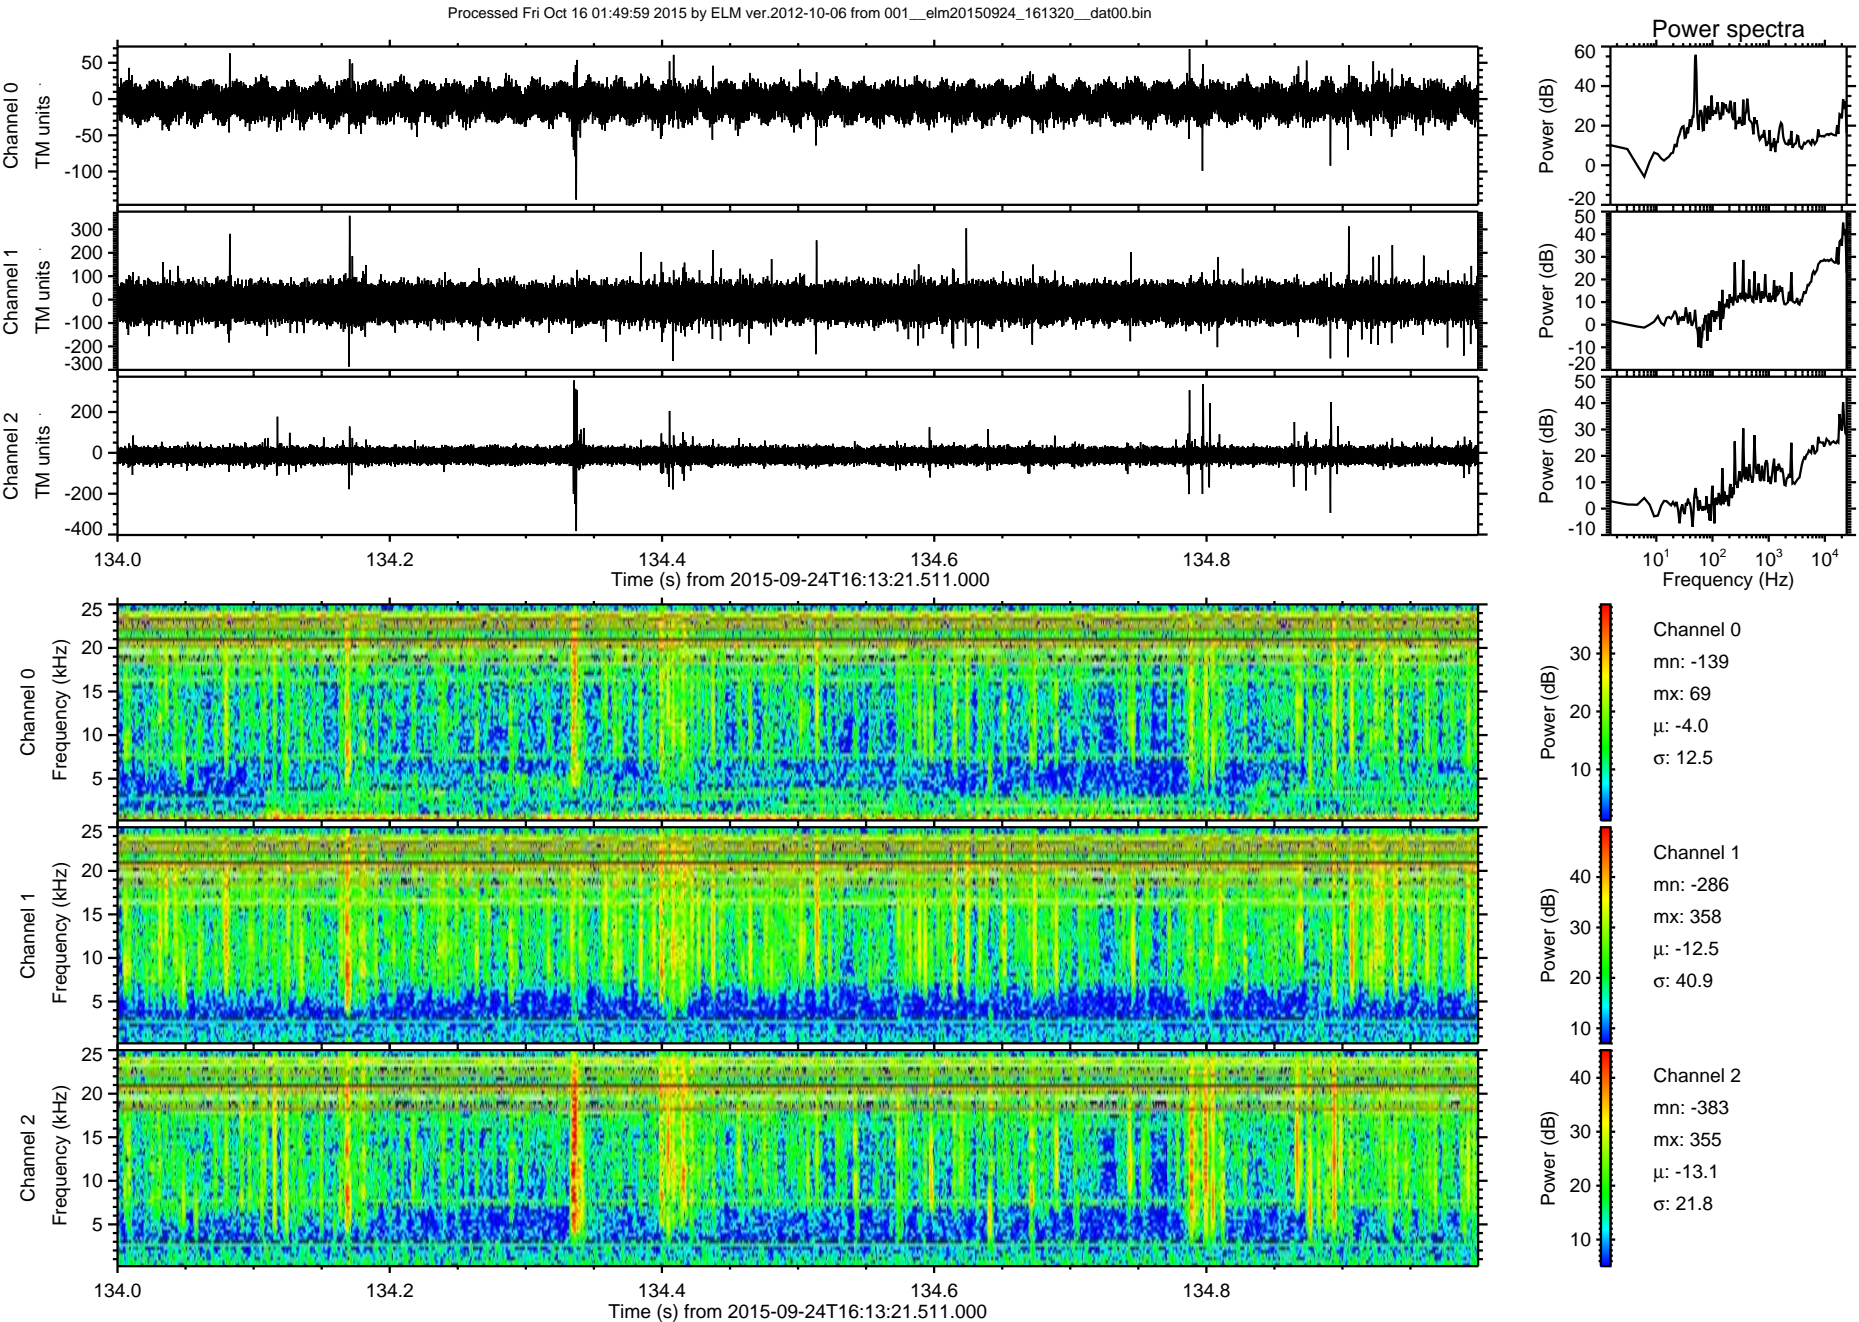 Processed Fri Oct 16 01:49:59 2015 by ELM ver.2012-10-06 from 001__elm20150924_161320__dat00.bin
Power spectra
Channel 0
TM units
50
0
-50
-100
Power (dB)
60
40
20
0
-20
Channel 1
TM units
300
200
100
0
-100
-200
-300
Power (dB)
50
40
30
20
10
0
-10
-20
Channel 2
TM units
200
0
-200
-400
Power (dB)
50
40
30
20
10
0
-10
134.0 134.2 134.4 134.6 134.8
Time (s) from 2015-09-24T16:13:21.511.000
10¹ 10² 10³ 10⁴
Frequency (Hz)
Channel 0
Frequency (kHz)
25
20
15
10
5
Power (dB)
30
20
10
Channel 0
mn: -139
mx: 69
μ: -4.0
σ: 12.5
Channel 1
Frequency (kHz)
25
20
15
10
5
Power (dB)
40
30
20
10
Channel 1
mn: -286
mx: 358
μ: -12.5
σ: 40.9
Channel 2
Frequency (kHz)
25
20
15
10
5
Power (dB)
40
30
20
10
Channel 2
mn: -383
mx: 355
μ: -13.1
σ: 21.8
134.0 134.2 134.4 134.6 134.8
Time (s) from 2015-09-24T16:13:21.511.000